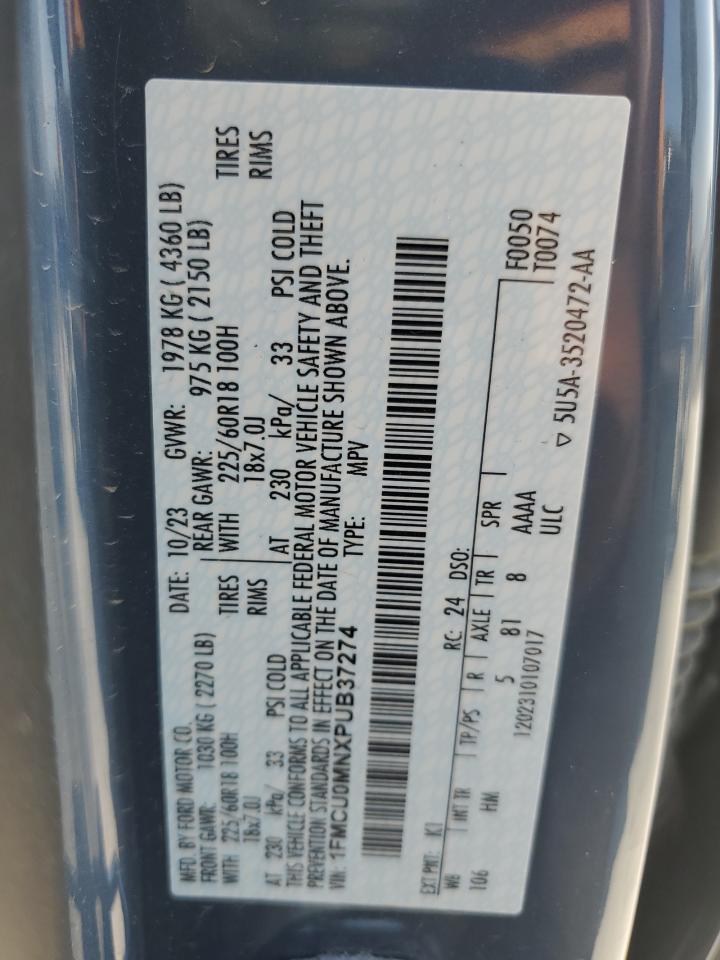 MFD. BY FORD MOTOR CO.
DATE: 10/23 GVWR: 1978 KG ( 4360 LB)
FRONT GAWR: 1030 KG ( 2270 LB)
REAR GAWR: 975 KG ( 2150 LB)
WITH 225/60R18 100H TIRES
WITH 225/60R18 100H TIRES
18x7.0J RIMS
18x7.0J RIMS
AT 230 kPa/ 33 PSI COLD
AT 230 kPa/ 33 PSI COLD
THIS VEHICLE CONFORMS TO ALL APPLICABLE FEDERAL MOTOR VEHICLE SAFETY AND THEFT
PREVENTION STANDARDS IN EFFECT ON THE DATE OF MANUFACTURE SHOWN ABOVE.
VIN: 1FMCU0MNXPUB37274 TYPE: MPV
EXT PNT: K1 RC: 24 DSO:
WB INT TR TP/PS R AXLE TR SPR
106 HM 5 81 8 AAAA
1202310107017 ULC
F0050
T0074
▽ 5U5A-3520472-AA